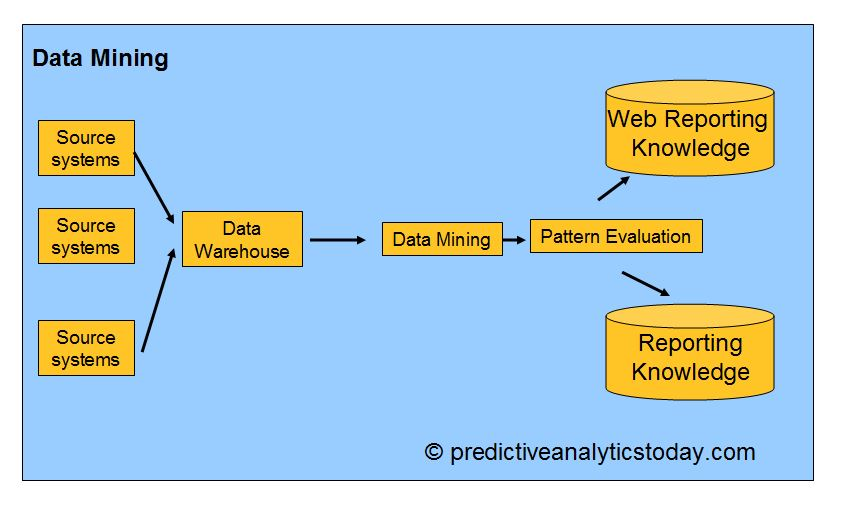 Data Mining
Source
systems
Source
systems
Source
systems
Data
Warehouse
Data Mining
Pattern Evaluation
Web Reporting
Knowledge
Reporting
Knowledge
© predictiveanalyticstoday.com